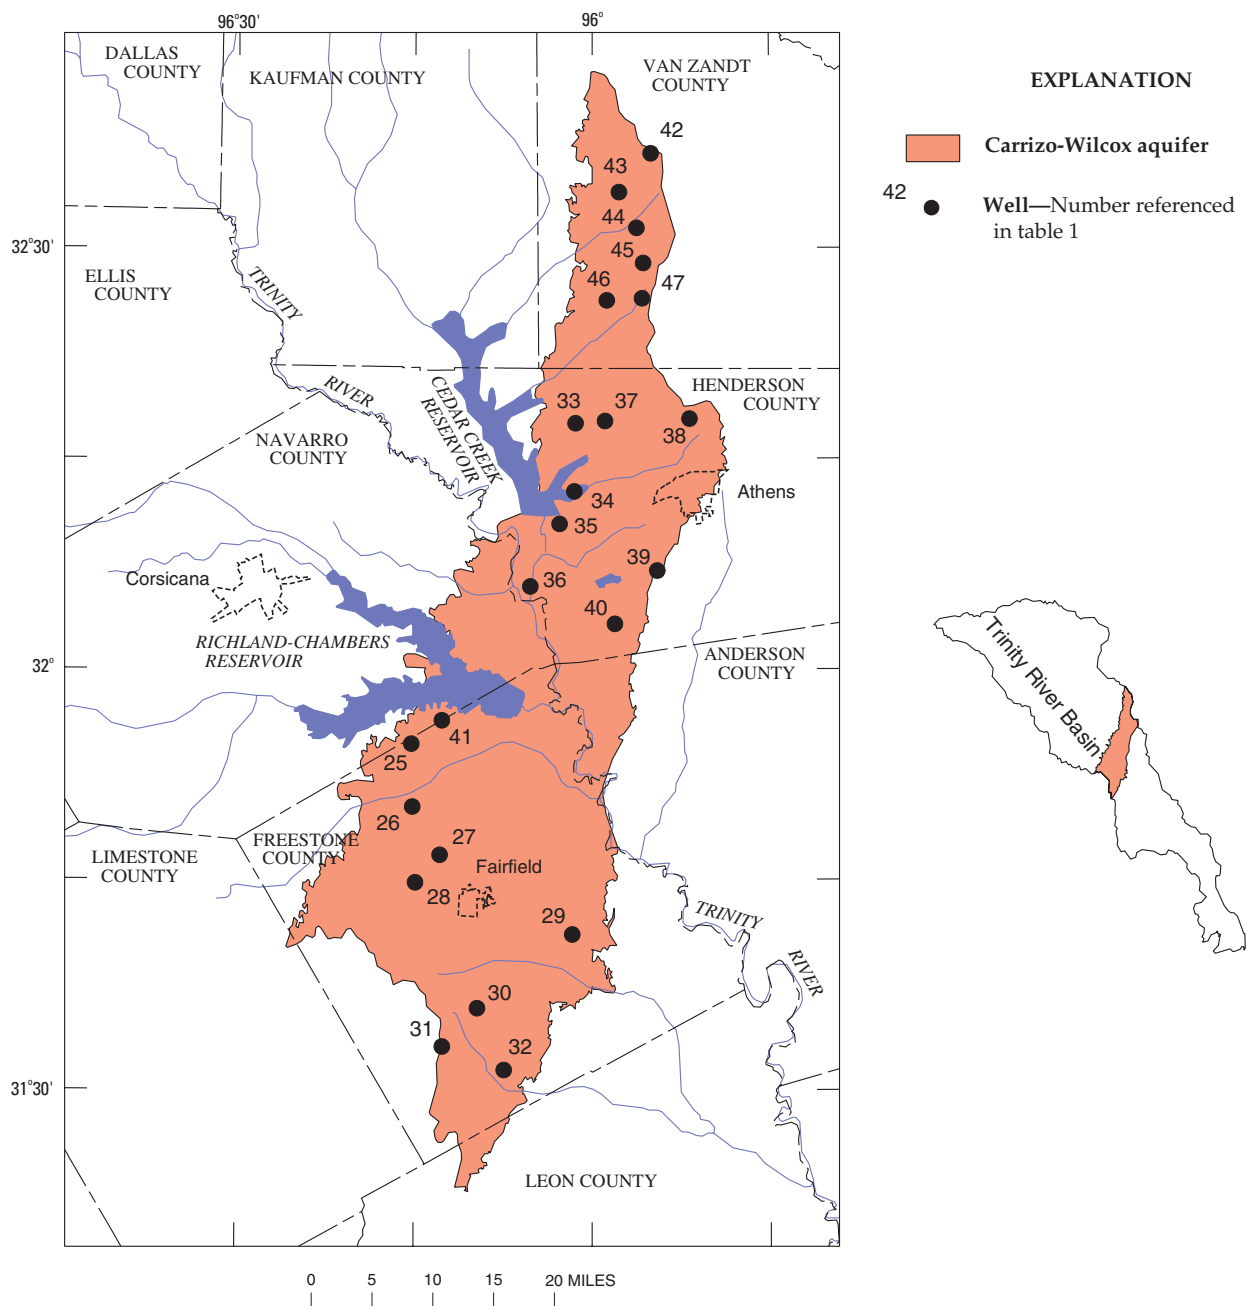 96°30'
96°
DALLAS
COUNTY
KAUFMAN COUNTY
VAN ZANDT
COUNTY
EXPLANATION
42
Carrizo-Wilcox aquifer
43
42
Well—Number referenced
in table 1
44
32°30'
45
ELLIS
COUNTY
TRINITY
46
47
RIVER
CEDAR CREEK
RESERVOIR
HENDERSON
COUNTY
33
37
38
NAVARRO
COUNTY
34
Athens
35
Corsicana
36
39
40
RICHLAND-CHAMBERS
RESERVOIR
ANDERSON
COUNTY
32°
Trinity River Basin
41
25
26
FREESTONE
COUNTY
27
LIMESTONE
COUNTY
Fairfield
28
29
TRINITY
RIVER
30
31
32
31°30'
LEON COUNTY
0 5 10 15 20 MILES